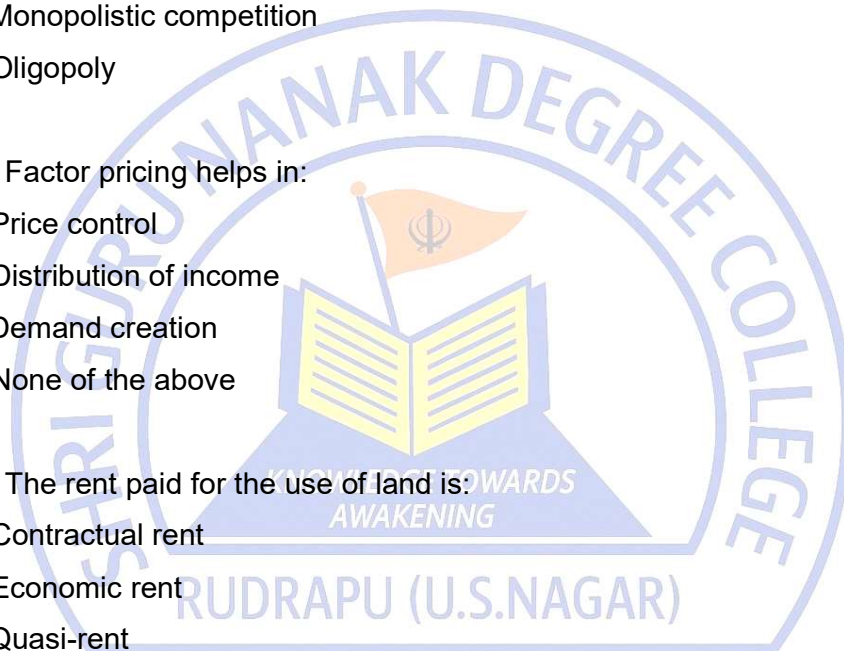 Monopolistic competition
Oligopoly
SHRI GURU NANAK DEGREE COLLEGE
Factor pricing helps in:
Price control
Distribution of income
Demand creation
None of the above
The rent paid for the use of land is:
KNOWLEDGE TOWARDS
AWAKENING
Contractual rent
Economic rent
RUDRAPU (U.S.NAGAR)
Quasi-rent